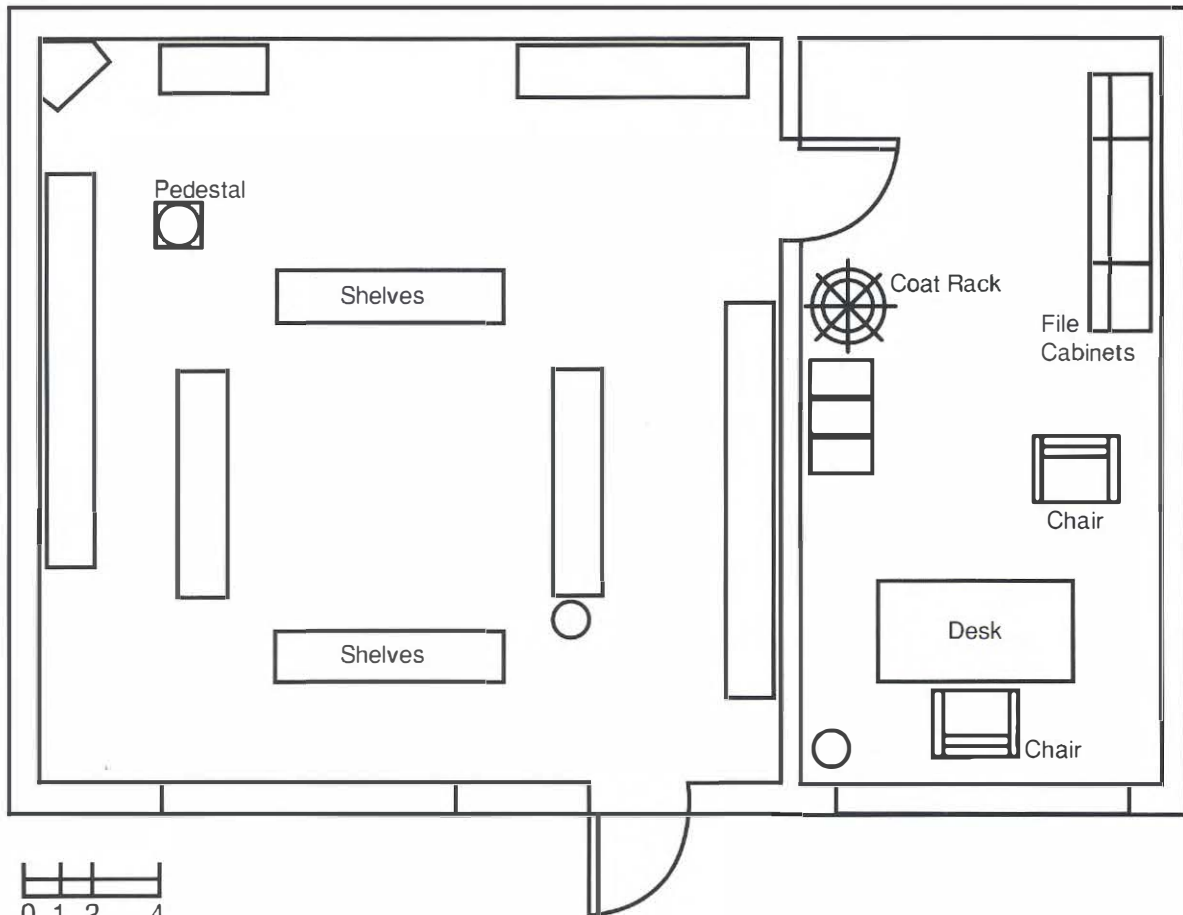 Pedestal
Shelves
Coat Rack
File
Cabinets
Chair
Desk
Shelves
Chair
0 1 2 4